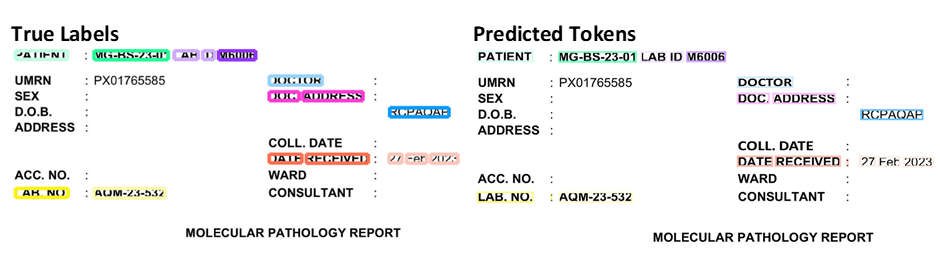 True Labels
PATIENT : MG-BS-23-01 LAB ID M6006
UMRN : PX01765585 DOCTOR :
SEX : DOC. ADDRESS :
D.O.B. : RCPAQAP
ADDRESS :
COLL. DATE :
DATE RECEIVED : 27 Feb 2023
ACC. NO. : WARD :
LAB. NO. : AQM-23-532 CONSULTANT :
MOLECULAR PATHOLOGY REPORT
Predicted Tokens
PATIENT : MG-BS-23-01 LAB ID M6006
UMRN : PX01765585 DOCTOR :
SEX : DOC. ADDRESS :
D.O.B. : RCPAQAP
ADDRESS :
COLL. DATE :
DATE RECEIVED : 27 Feb 2023
ACC. NO. : WARD :
LAB. NO. : AQM-23-532 CONSULTANT :
MOLECULAR PATHOLOGY REPORT